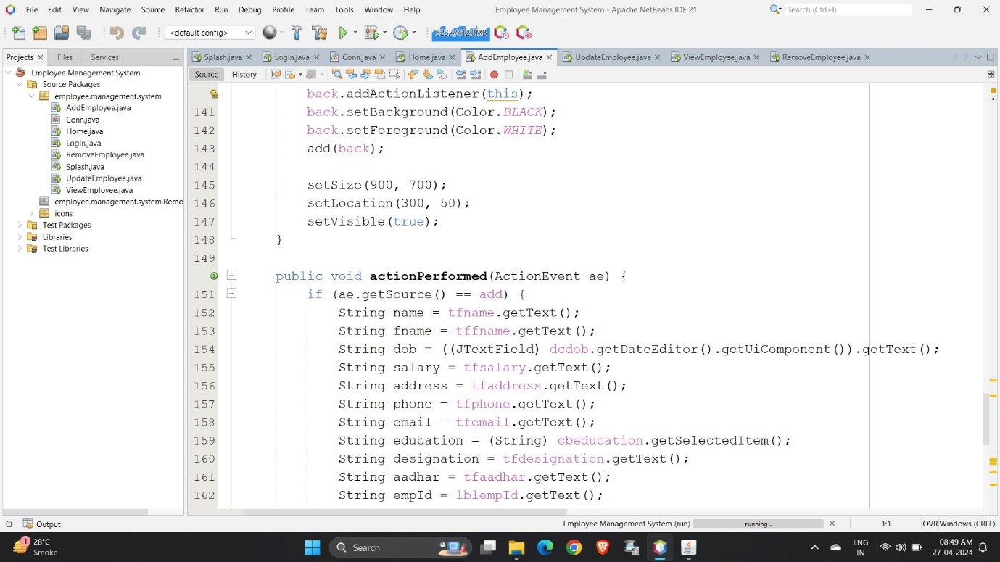 File Edit View Navigate Source Refactor Run Debug Profile Team Tools Window Help Employee Management System - Apache NetBeans IDE 21 Search (Ctrl+I)
<default config> 323.4/412.0MB
Projects Files Services Splash.java Login.java Conn.java Home.java AddEmployee.java UpdateEmployee.java ViewEmployee.java RemoveEmployee.java
Source History
Employee Management System
Source Packages
employee.management.system
AddEmployee.java
Conn.java
Home.java
Login.java
RemoveEmployee.java
Splash.java
UpdateEmployee.java
ViewEmployee.java
employee.management.system.Remo
icons
Test Packages
Libraries
Test Libraries
back.addActionListener(this);
141 back.setBackground(Color.BLACK);
142 back.setForeground(Color.WHITE);
143 add(back);
144
145 setSize(900, 700);
146 setLocation(300, 50);
147 setVisible(true);
148 }
149
public void actionPerformed(ActionEvent ae) {
151 if (ae.getSource() == add) {
152 String name = tfname.getText();
153 String fname = tffname.getText();
154 String dob = ((JTextField) dcdob.getDateEditor().getUiComponent()).getText();
155 String salary = tfsalary.getText();
156 String address = tfaddress.getText();
157 String phone = tfphone.getText();
158 String email = tfemail.getText();
159 String education = (String) cbeducation.getSelectedItem();
160 String designation = tfdesignation.getText();
161 String aadhar = tfaadhar.getText();
162 String empId = lblempId.getText();
Output Employee Management System (run) running... 1:1 OVR Windows (CRLF)
1 28°C
Smoke
Search
ENG
IN
08:49 AM
27-04-2024